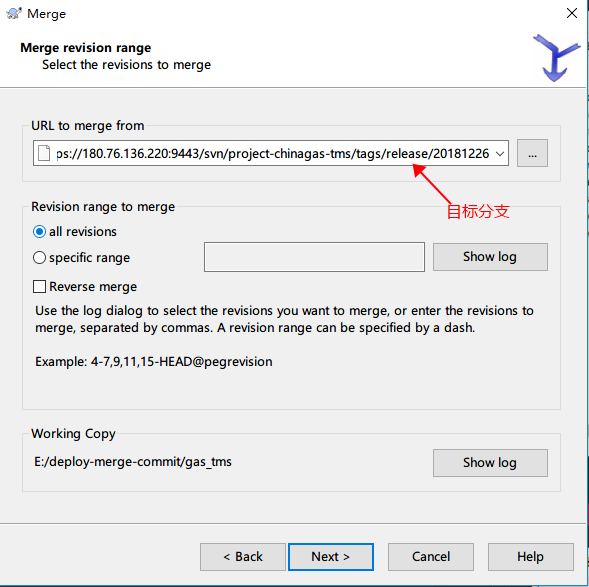 Merge
Merge revision range
Select the revisions to merge
URL to merge from
ps://180.76.136.220:9443/svn/project-chinagas-tms/tags/release/20181226
...
目标分支
Revision range to merge
all revisions
specific range
Show log
Reverse merge
Use the log dialog to select the revisions you want to merge, or enter the revisions to
merge, separated by commas. A revision range can be specified by a dash.
Example: 4-7,9,11,15-HEAD@pegrevision
Working Copy
E:/deploy-merge-commit/gas_tms
Show log
< Back
Next >
Cancel
Help